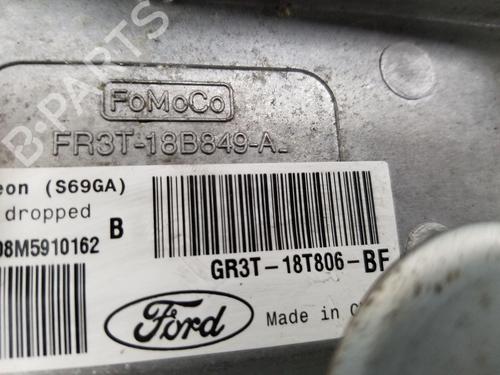 FoMoCo
FR3T-18B849-A
eon (S69GA)
dropped
08M5910162 B
GR3T-18T806-BF
Ford
Made in C
B-PARTS